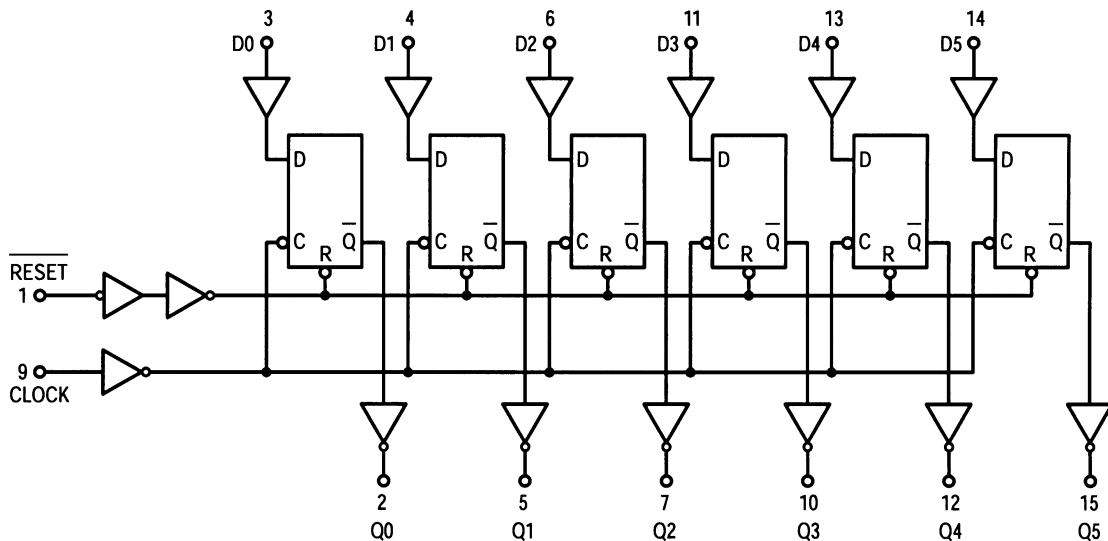 3 4 6 11 13 14
D0 D1 D2 D3 D4 D5
D D D D D D
C Q̅ C Q̅ C Q̅ C Q̅ C Q̅ C Q̅
R R R R R R
R̅E̅S̅E̅T̅
1
9
CLOCK
2 5 7 10 12 15
Q0 Q1 Q2 Q3 Q4 Q5